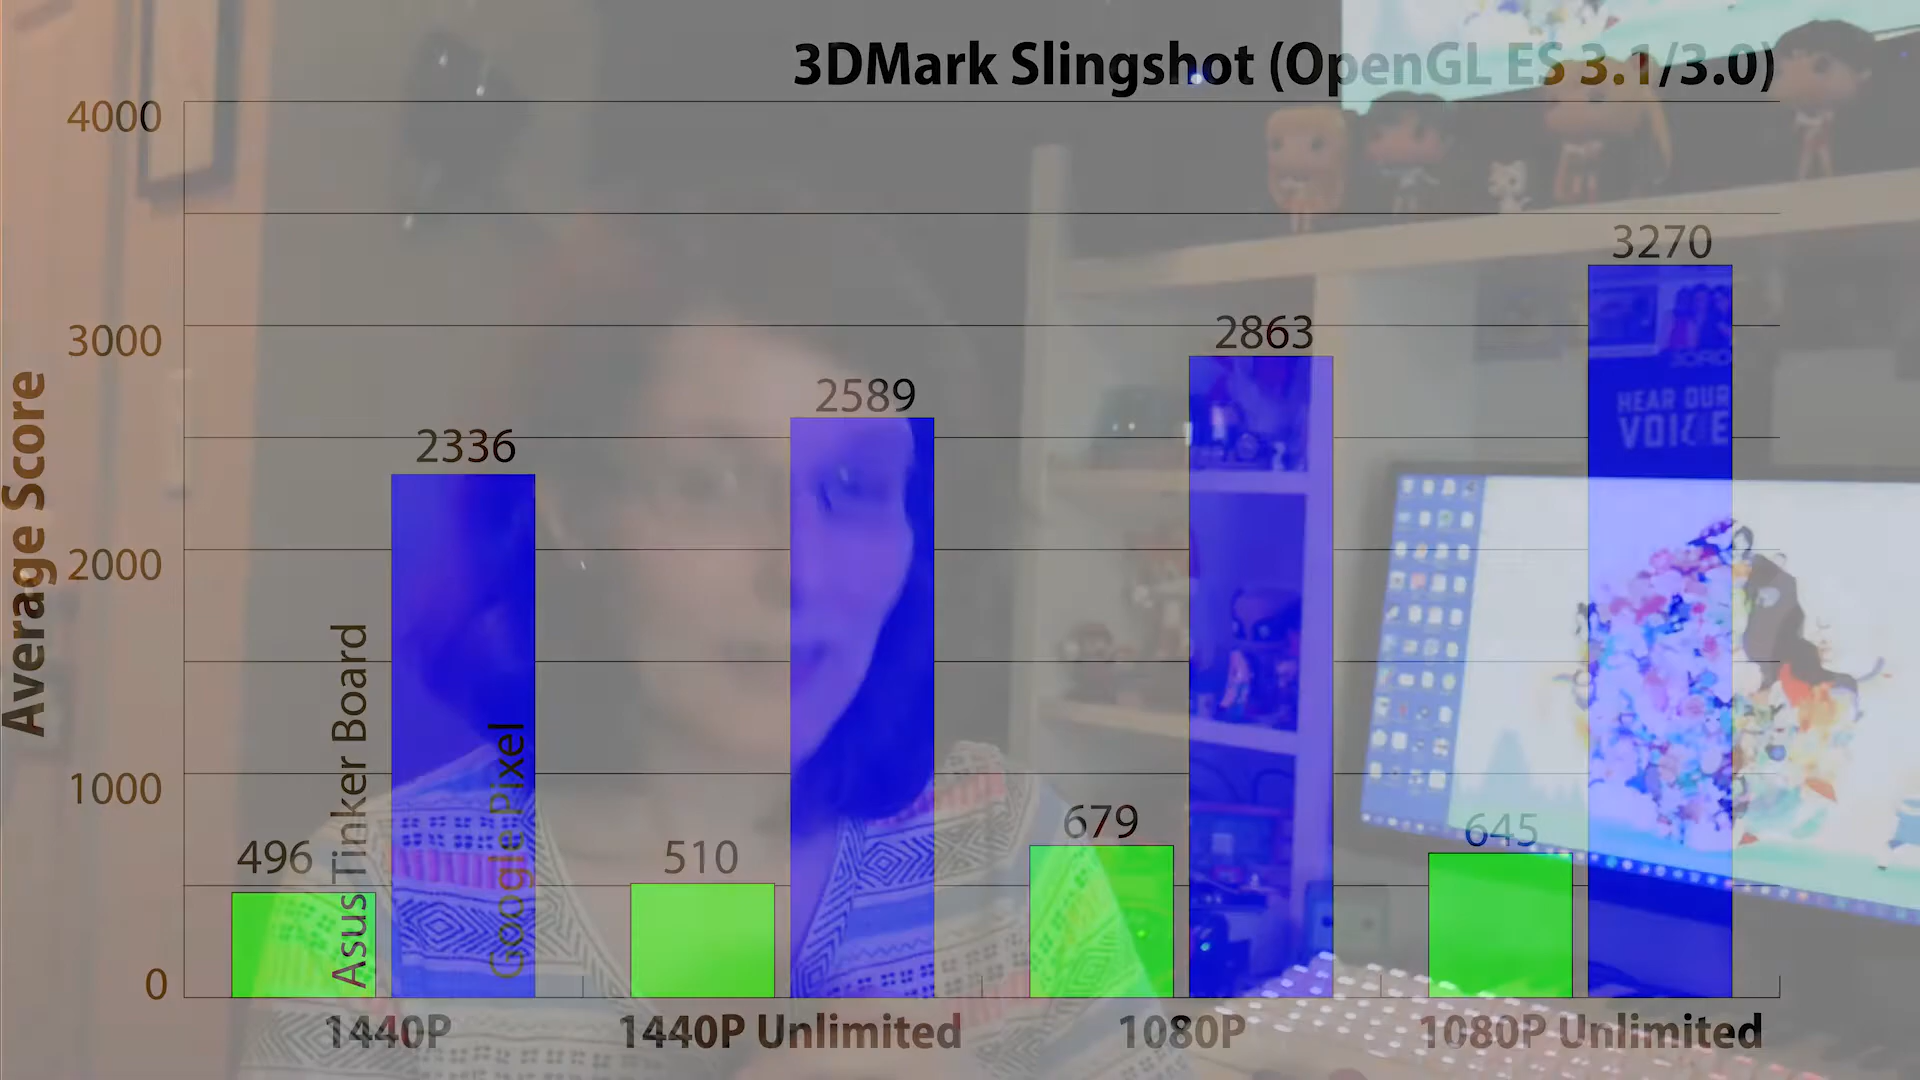 3DMark Slingshot (OpenGL ES 3.1/3.0)
Average Score
4000
3000
2000
1000
0
496
2336
510
2589
679
2863
645
3270
Asus Tinker Board
Google Pixel
HEAR OUR
VOICE
1440P
1440P Unlimited
1080P
1080P Unlimited